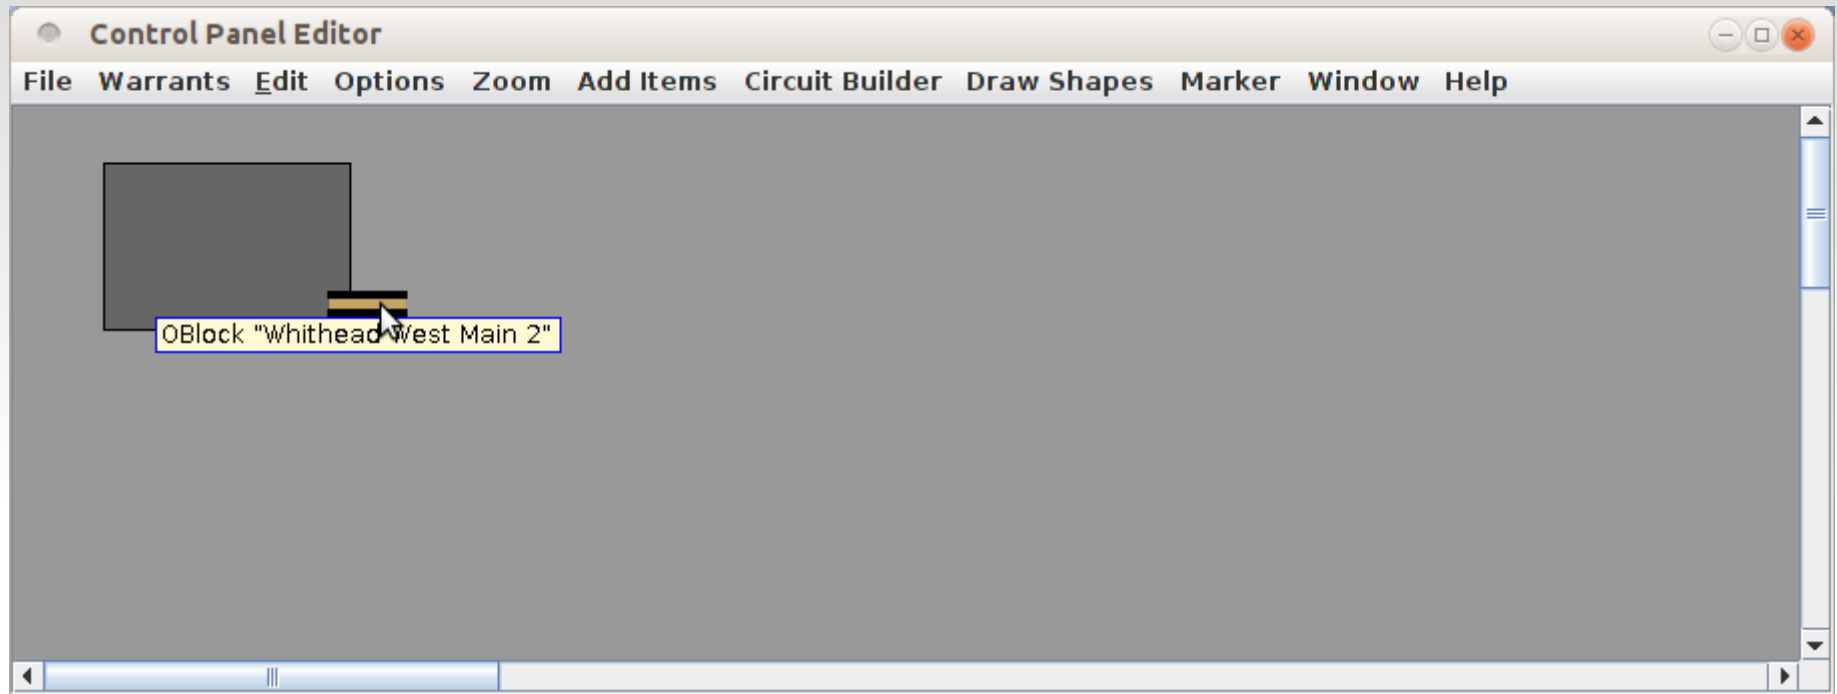 Control Panel Editor
File Warrants Edit Options Zoom Add Items Circuit Builder Draw Shapes Marker Window Help
OBlock "Whithead West Main 2"